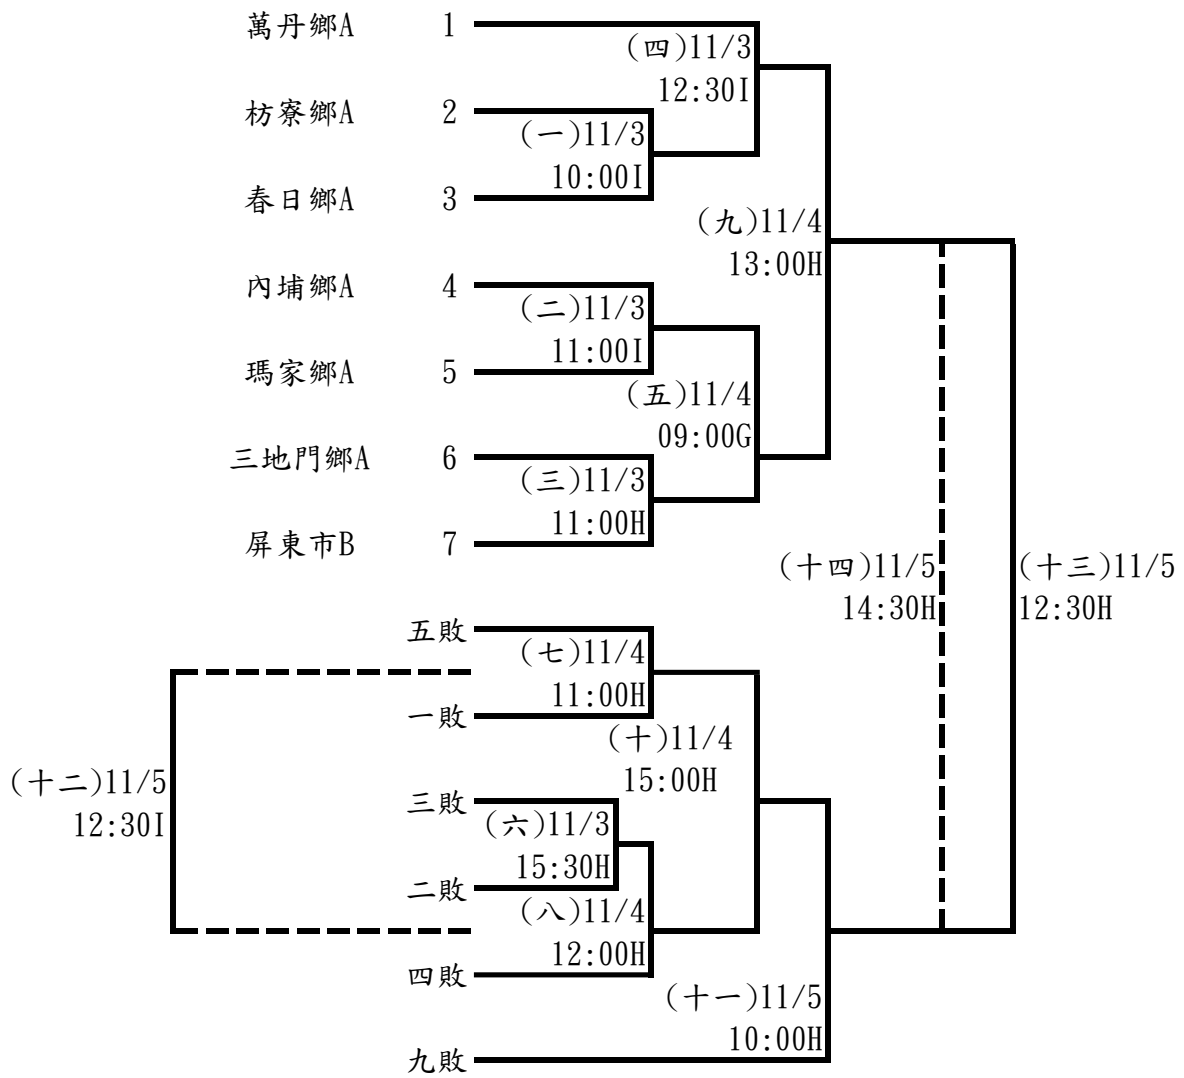 萬丹鄉A 1
(四)11/3
12:30I
枋寮鄉A 2
(一)11/3
10:00I
春日鄉A 3
(九)11/4
13:00H
內埔鄉A 4
(二)11/3
11:00I
瑪家鄉A 5
(五)11/4
09:00G
三地門鄉A 6
(三)11/3
11:00H
屏東市B 7
(十四)11/5
14:30H
(十三)11/5
12:30H
五敗
(七)11/4
11:00H
一敗
(十)11/4
15:00H
(十二)11/5
12:30I
三敗
(六)11/3
15:30H
二敗
(八)11/4
12:00H
四敗
(十一)11/5
10:00H
九敗